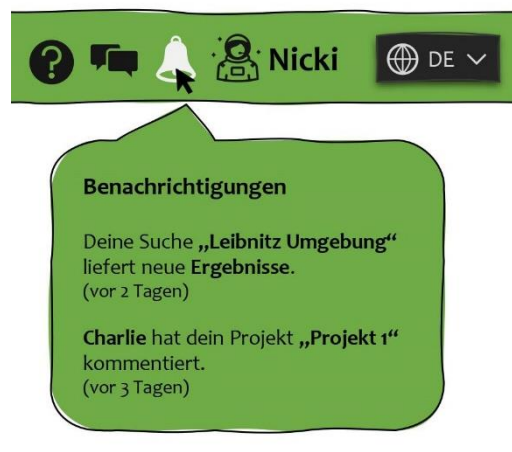 ? Nicki DE
Benachrichtigungen
Deine Suche „Leibnitz Umgebung“
liefert neue Ergebnisse.
(vor 2 Tagen)
Charlie hat dein Projekt „Projekt 1“
kommentiert.
(vor 3 Tagen)